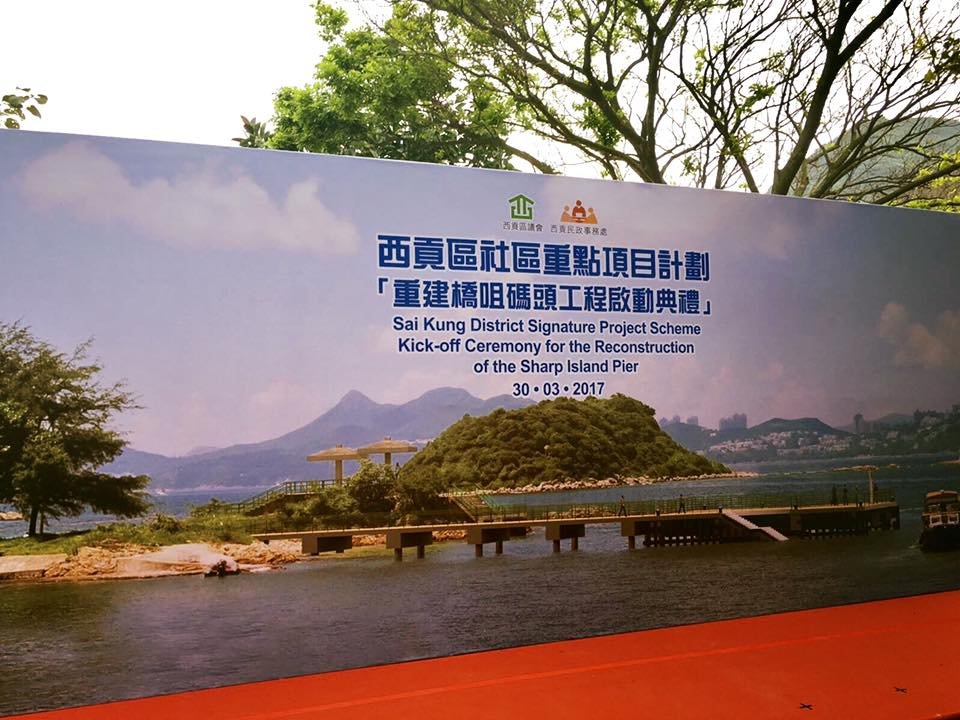 西貢區議會 西貢民政事務處
西貢區社區重點項目計劃
「重建橋咀碼頭工程啟動典禮」
Sai Kung District Signature Project Scheme
Kick-off Ceremony for the Reconstruction
of the Sharp Island Pier
30 • 03 • 2017